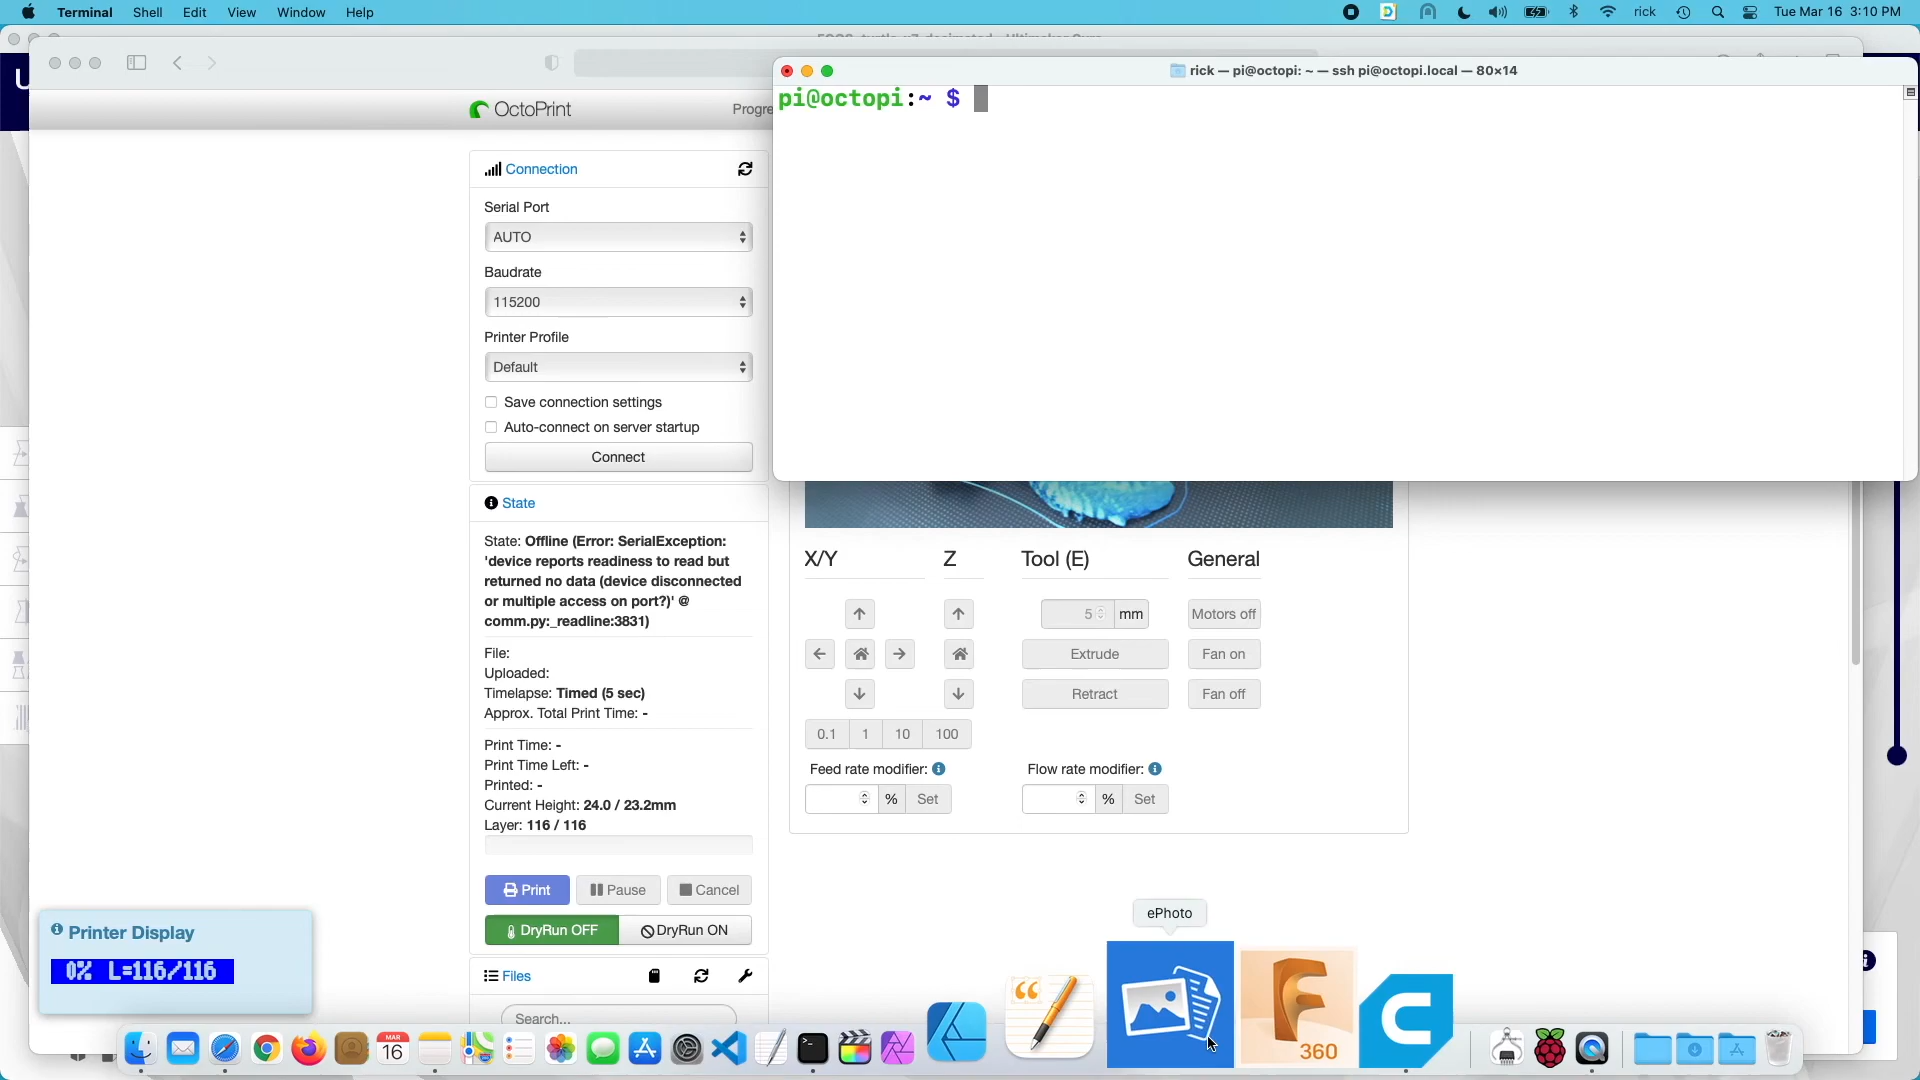 Terminal Shell Edit View Window Help
rick Tue Mar 16 3:10 PM
rick — pi@octopi: ~ — ssh pi@octopi.local — 80×14
pi@octopi:~ $
OctoPrint
Progre
Connection
Serial Port
AUTO
Baudrate
115200
Printer Profile
Default
Save connection settings
Auto-connect on server startup
Connect
State
State: Offline (Error: SerialException:
'device reports readiness to read but
returned no data (device disconnected
or multiple access on port?)' @
comm.py:_readline:3831)
File:
Uploaded:
Timelapse: Timed (5 sec)
Approx. Total Print Time: -
Print Time: -
Print Time Left: -
Printed: -
Current Height: 24.0 / 23.2mm
Layer: 116 / 116
Print Pause Cancel
DryRun OFF DryRun ON
Files
Search...
X/Y Z Tool (E) General
5 mm Motors off
Extrude Fan on
Retract Fan off
0.1 1 10 100
Feed rate modifier: Flow rate modifier:
% Set % Set
Printer Display
0% L=116/116
ePhoto
MAR
16
360